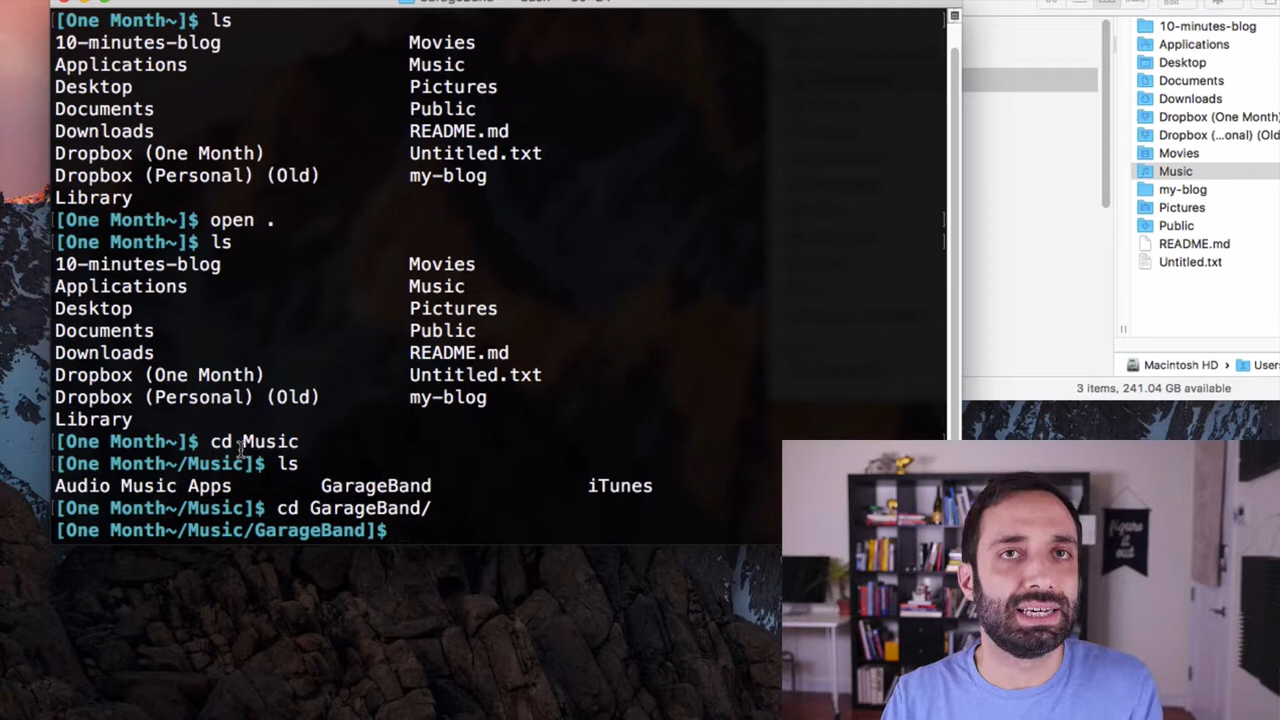 [One Month~]$ ls
10-minutes-blog Movies
Applications Music
Desktop Pictures
Documents Public
Downloads README.md
Dropbox (One Month) Untitled.txt
Dropbox (Personal) (Old) my-blog
Library
[One Month~]$ open .
[One Month~]$ ls
10-minutes-blog Movies
Applications Music
Desktop Pictures
Documents Public
Downloads README.md
Dropbox (One Month) Untitled.txt
Dropbox (Personal) (Old) my-blog
Library
[One Month~]$ cd Music
[One Month~/Music]$ ls
Audio Music Apps GarageBand iTunes
[One Month~/Music]$ cd GarageBand/
[One Month~/Music/GarageBand]$
10-minutes-blog
Applications
Desktop
Documents
Downloads
Dropbox (One Month)
Dropbox (...onal) (Old
Movies
Music
my-blog
Pictures
Public
README.md
Untitled.txt
Macintosh HD › Users
3 items, 241.04 GB available
figure
it
out